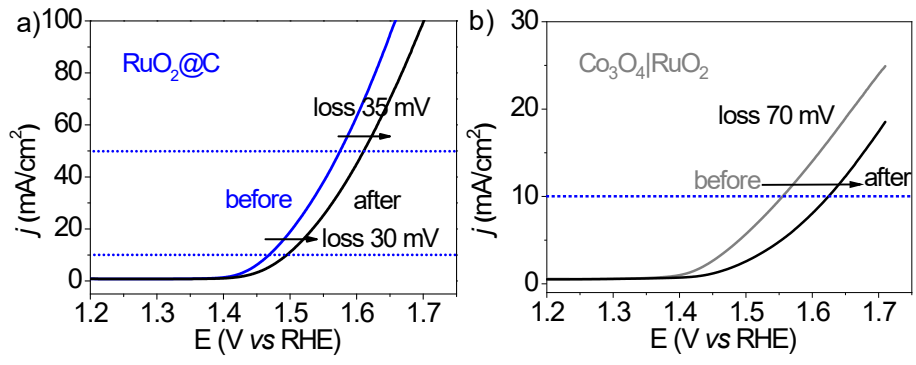 a)
100
80
60
40
20
0
j (mA/cm²)
RuO₂@C
loss 35 mV
before
after
loss 30 mV
1.2 1.3 1.4 1.5 1.6 1.7
E (V vs RHE)
b)
30
20
10
0
j (mA/cm²)
Co₃O₄|RuO₂
loss 70 mV
before
after
1.2 1.3 1.4 1.5 1.6 1.7
E (V vs RHE)